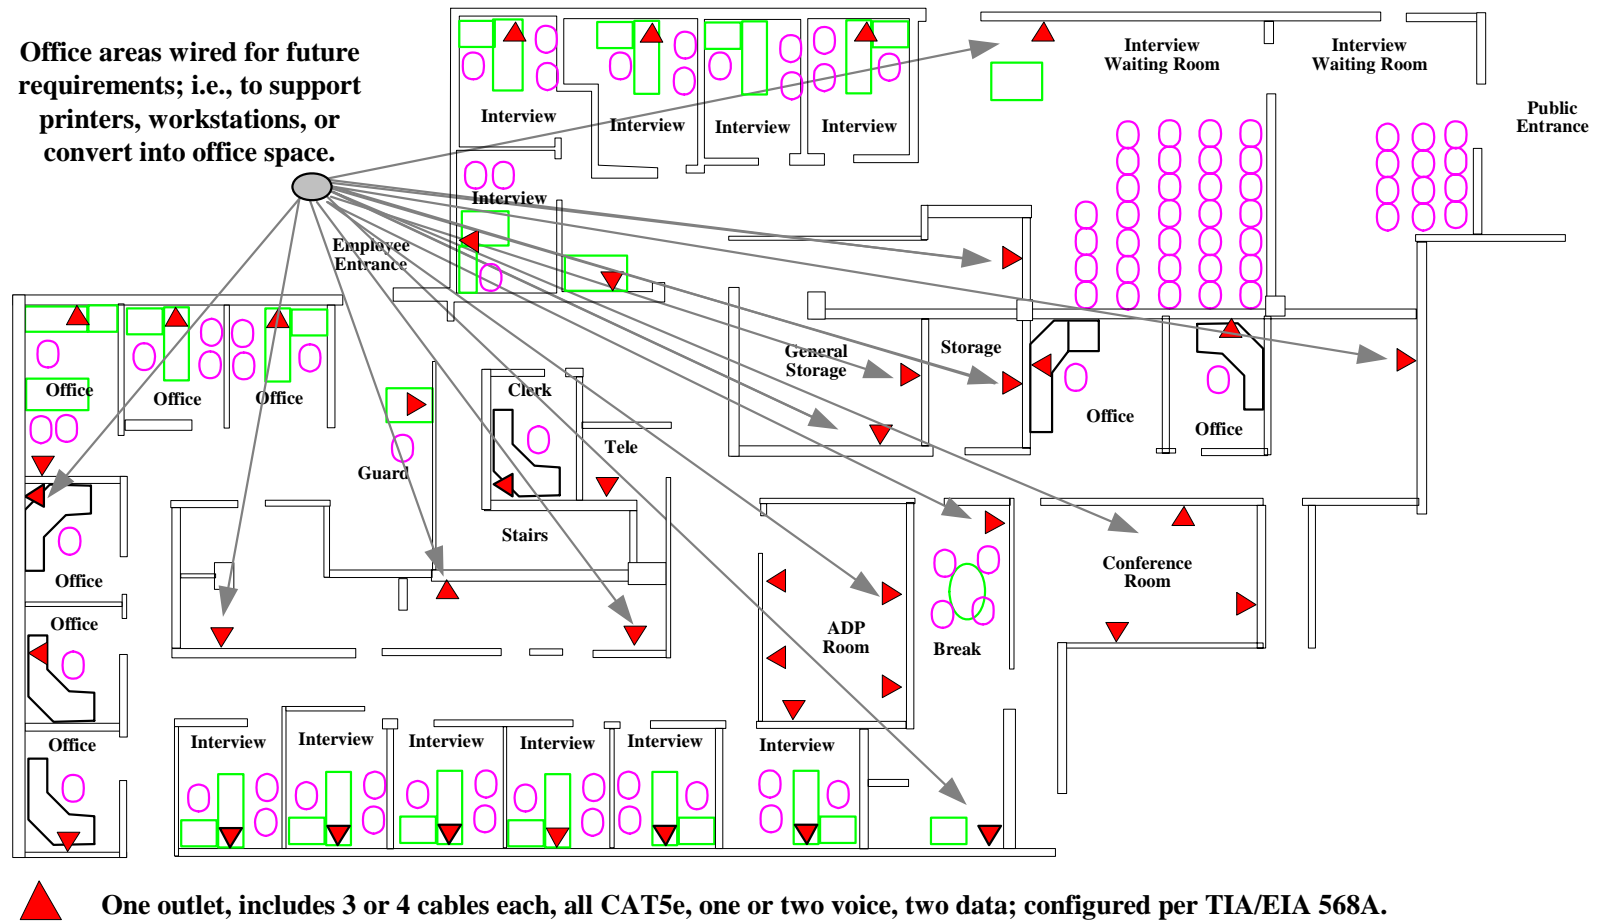 Office areas wired for future
requirements; i.e., to support
printers, workstations, or
convert into office space.
Interview
Interview
Interview
Interview
Interview
Waiting Room
Interview
Waiting Room
Public
Entrance
Interview
Employee
Entrance
General
Storage
Storage
Office
Office
Office
Office
Office
Clerk
Tele
Guard
Stairs
Office
Office
Office
ADP
Room
Break
Conference
Room
Interview
Interview
Interview
Interview
Interview
Interview
One outlet, includes 3 or 4 cables each, all CAT5e, one or two voice, two data; configured per TIA/EIA 568A.